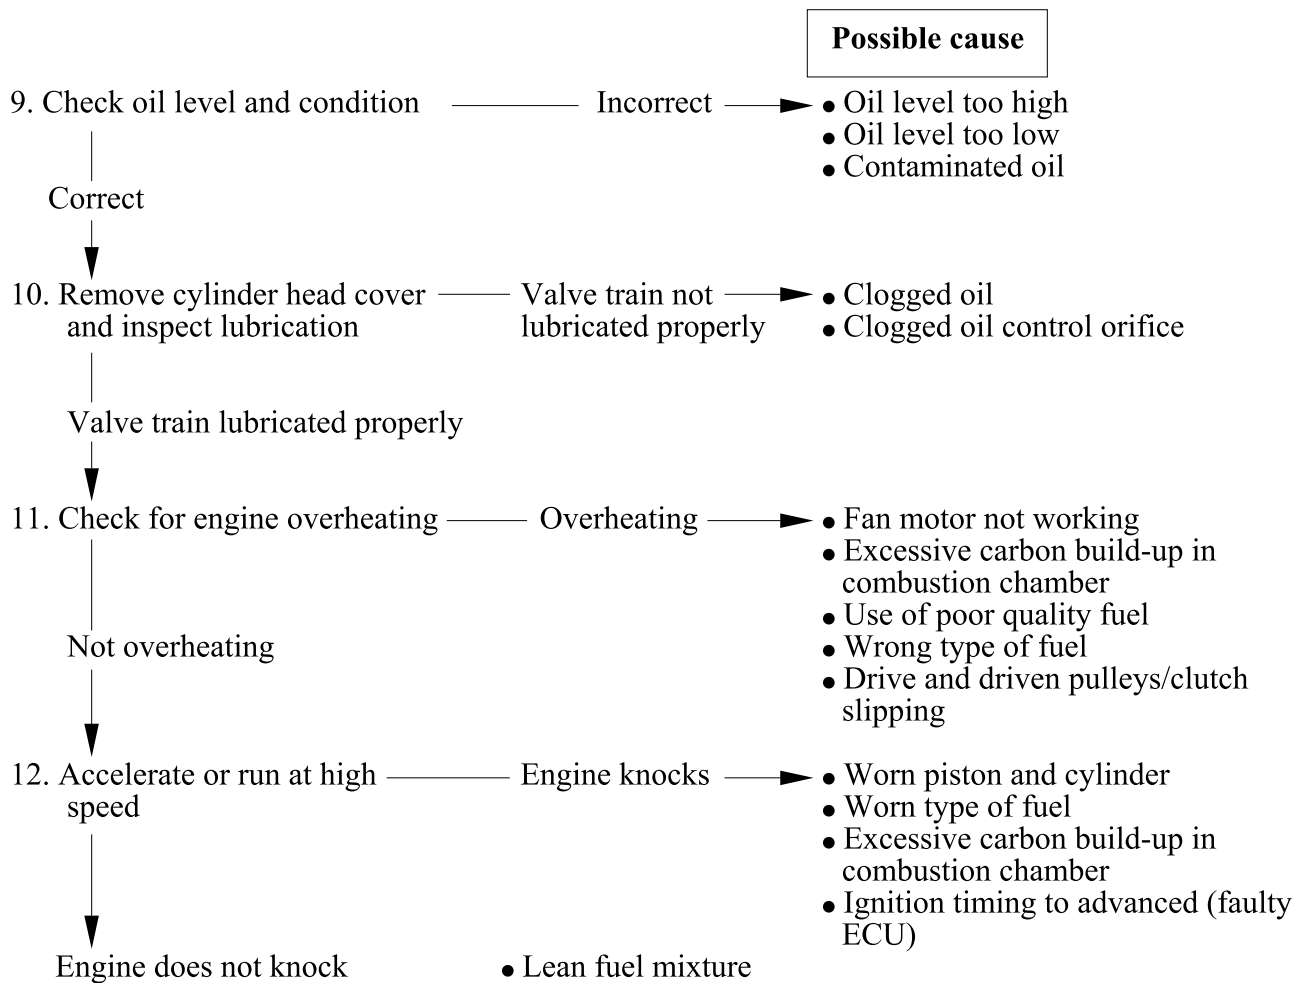 Possible cause
9. Check oil level and condition Incorrect • Oil level too high
• Oil level too low
• Contaminated oil
Correct
10. Remove cylinder head cover Valve train not • Clogged oil
and inspect lubrication lubricated properly • Clogged oil control orifice
Valve train lubricated properly
11. Check for engine overheating Overheating • Fan motor not working
• Excessive carbon build-up in
combustion chamber
• Use of poor quality fuel
Not overheating • Wrong type of fuel
• Drive and driven pulleys/clutch
slipping
12. Accelerate or run at high Engine knocks • Worn piston and cylinder
speed • Worn type of fuel
• Excessive carbon build-up in
combustion chamber
• Ignition timing to advanced (faulty
ECU)
Engine does not knock • Lean fuel mixture